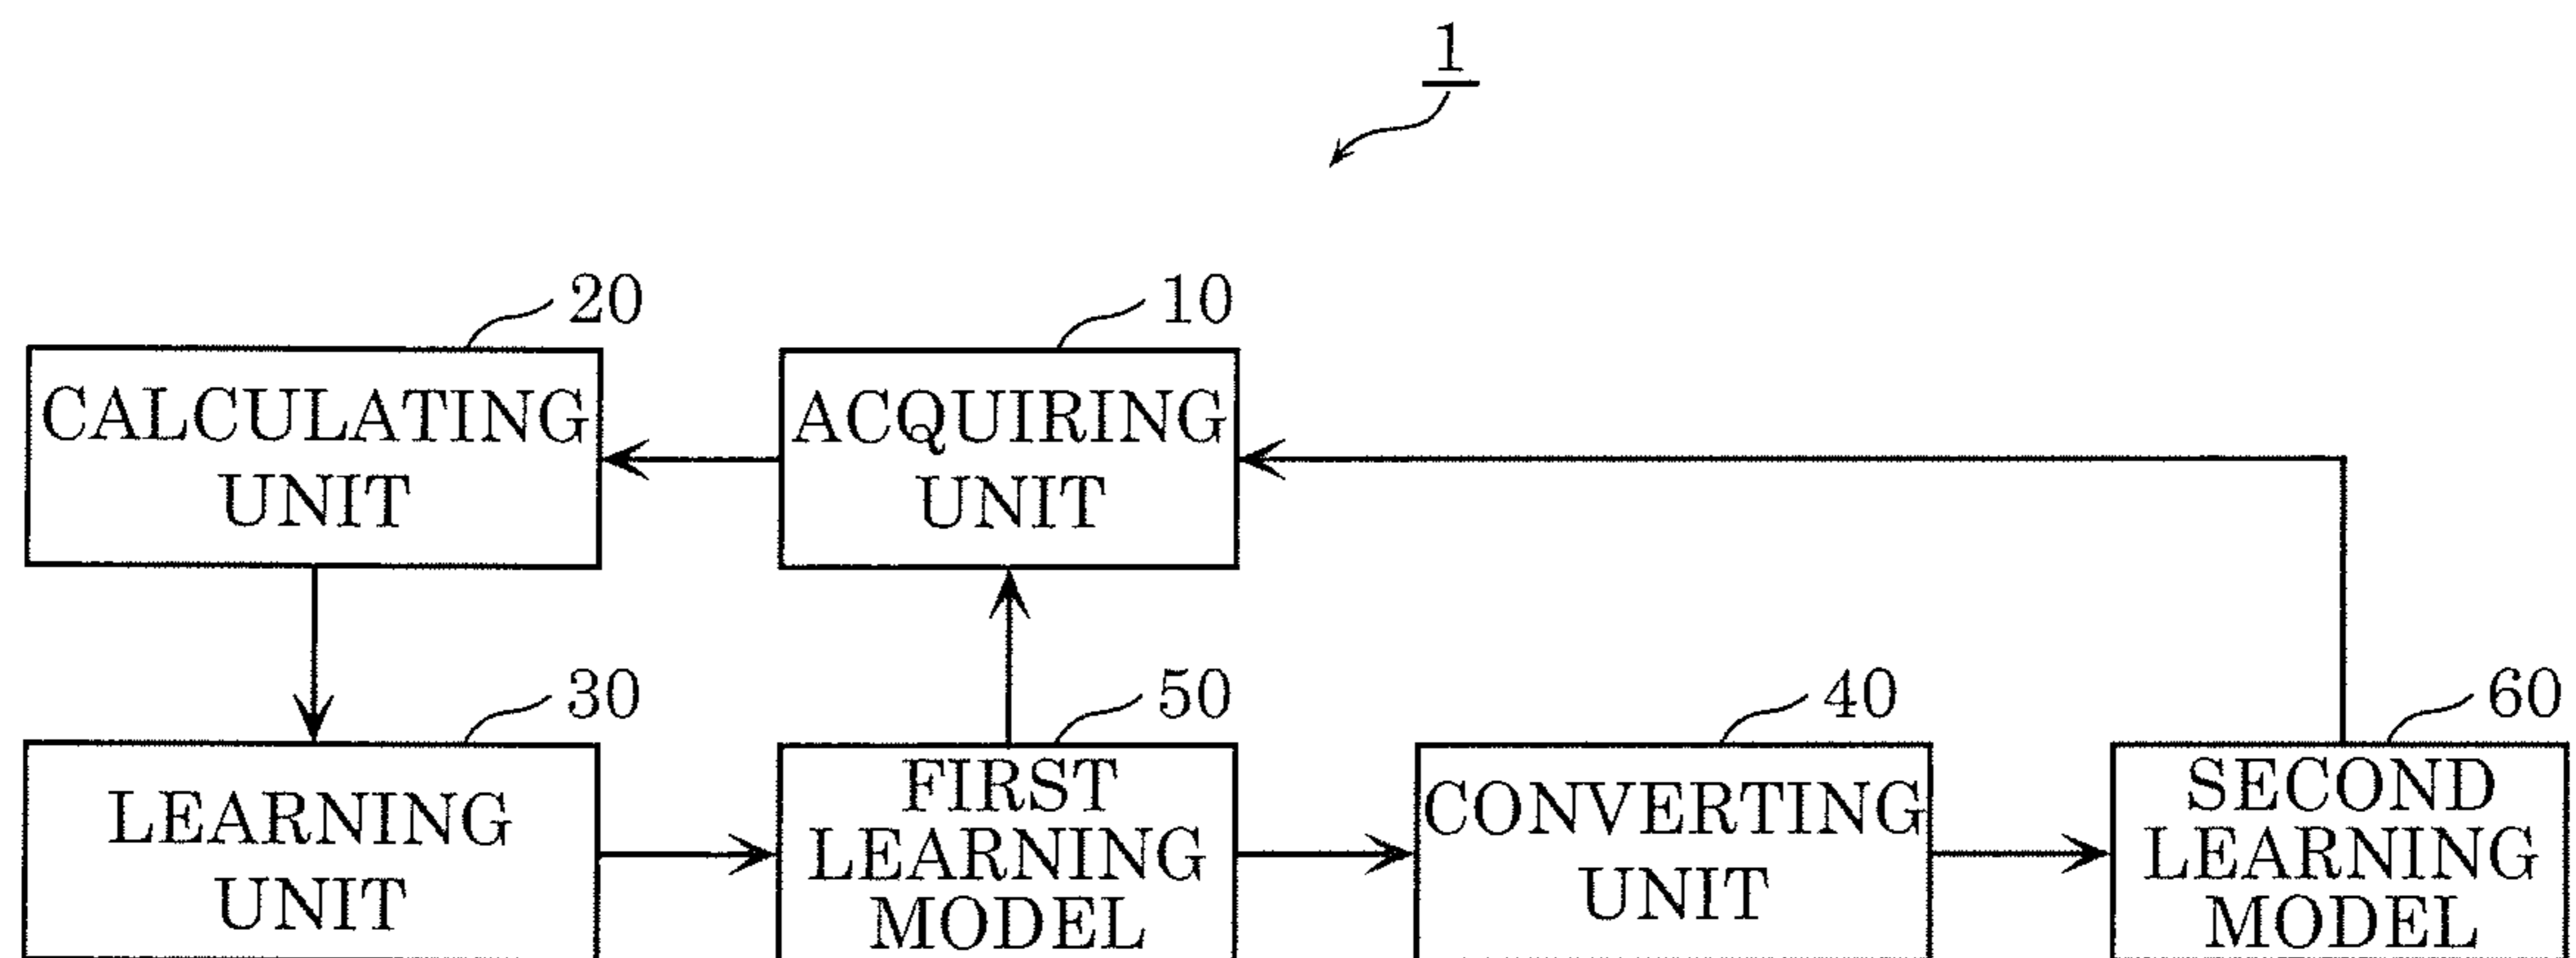 1
20
CALCULATING
UNIT
10
ACQUIRING
UNIT
30
LEARNING
UNIT
50
FIRST
LEARNING
MODEL
40
CONVERTING
UNIT
60
SECOND
LEARNING
MODEL